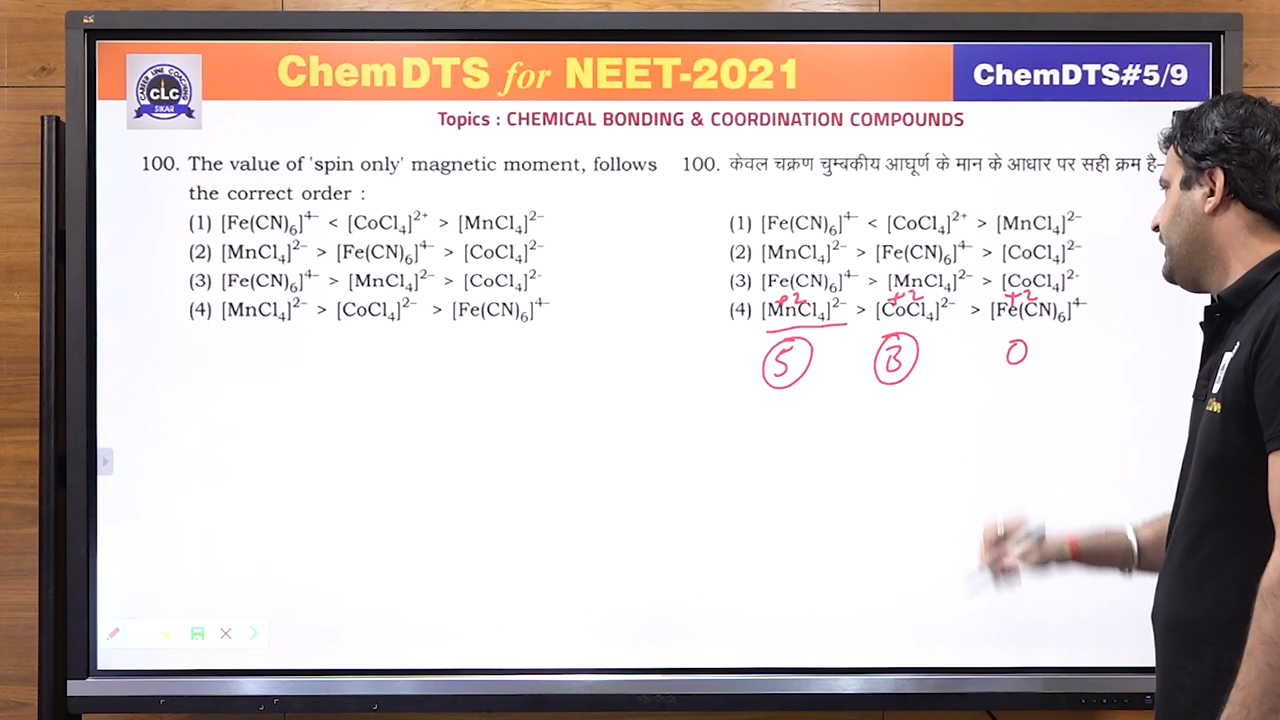 ChemDTS for NEET-2021
ChemDTS#5/9
CAREER LINE COACHING
CLC
SIKAR
Topics : CHEMICAL BONDING & COORDINATION COMPOUNDS
100. The value of 'spin only' magnetic moment, follows
the correct order :
(1) [Fe(CN)₆]⁴⁻ < [CoCl₄]²⁺ > [MnCl₄]²⁻
(2) [MnCl₄]²⁻ > [Fe(CN)₆]⁴⁻ > [CoCl₄]²⁻
(3) [Fe(CN)₆]⁴⁻ > [MnCl₄]²⁻ > [CoCl₄]²⁻
(4) [MnCl₄]²⁻ > [CoCl₄]²⁻ > [Fe(CN)₆]⁴⁻
100. केवल चक्रण चुम्बकीय आघूर्ण के मान के आधार पर सही क्रम है-
(1) [Fe(CN)₆]⁴⁻ < [CoCl₄]²⁺ > [MnCl₄]²⁻
(2) [MnCl₄]²⁻ > [Fe(CN)₆]⁴⁻ > [CoCl₄]²⁻
(3) [Fe(CN)₆]⁴⁻ > [MnCl₄]²⁻ > [CoCl₄]²⁻
+2 +2 +2
(4) [MnCl₄]²⁻ > [CoCl₄]²⁻ > [Fe(CN)₆]⁴⁻
5 3 0